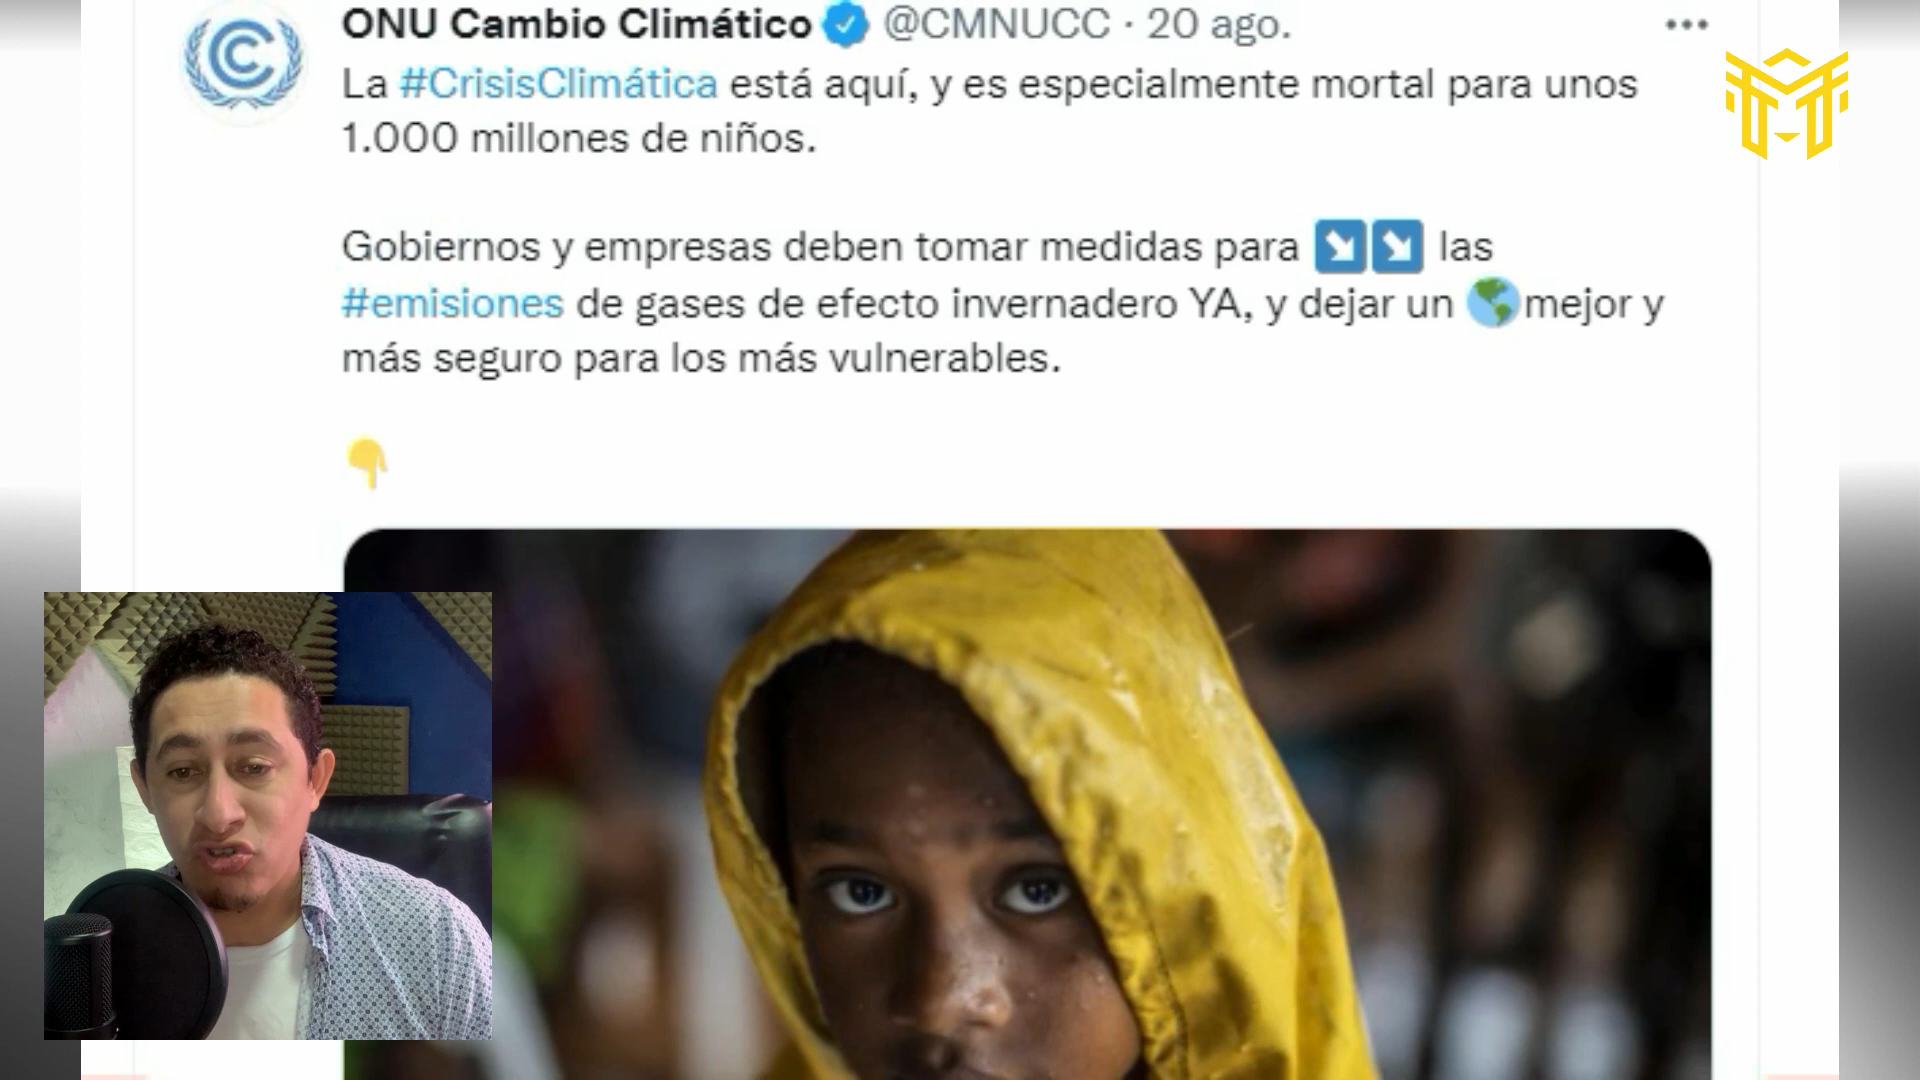 ONU Cambio Climático @CMNUCC · 20 ago.
La #CrisisClimática está aquí, y es especialmente mortal para unos
1.000 millones de niños.
Gobiernos y empresas deben tomar medidas para ↘️↘️ las
#emisiones de gases de efecto invernadero YA, y dejar un 🌎mejor y
más seguro para los más vulnerables.
👇